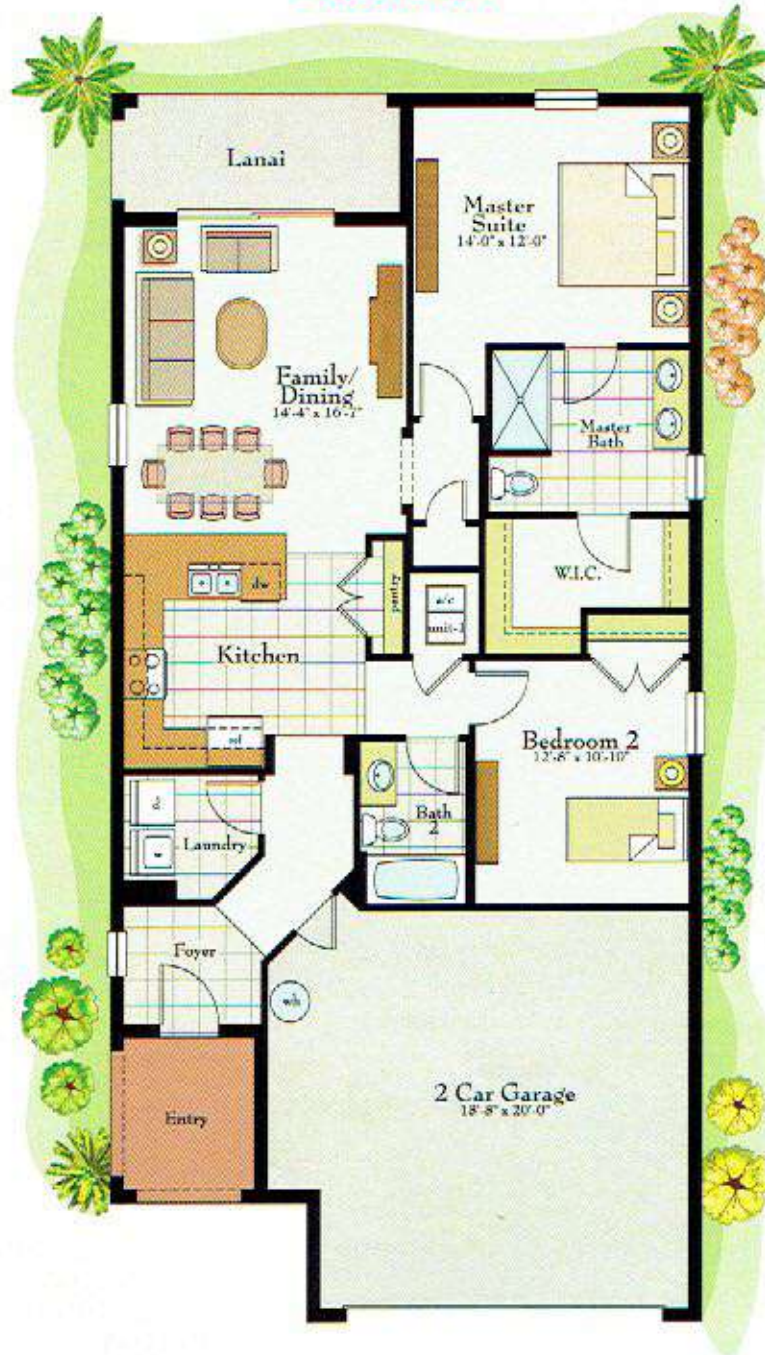 Lanai
Master
Suite
14'-0" x 12'-0"
Family/
Dining
14'-4" x 16'-7"
Master
Bath
W.I.C.
dw
pantry
a/c
unit-1
Kitchen
ref
Bedroom 2
12'-8" x 10'-10"
Bath
2
Laundry
Foyer
wh
Entry
2 Car Garage
18'-8" x 20'-0"